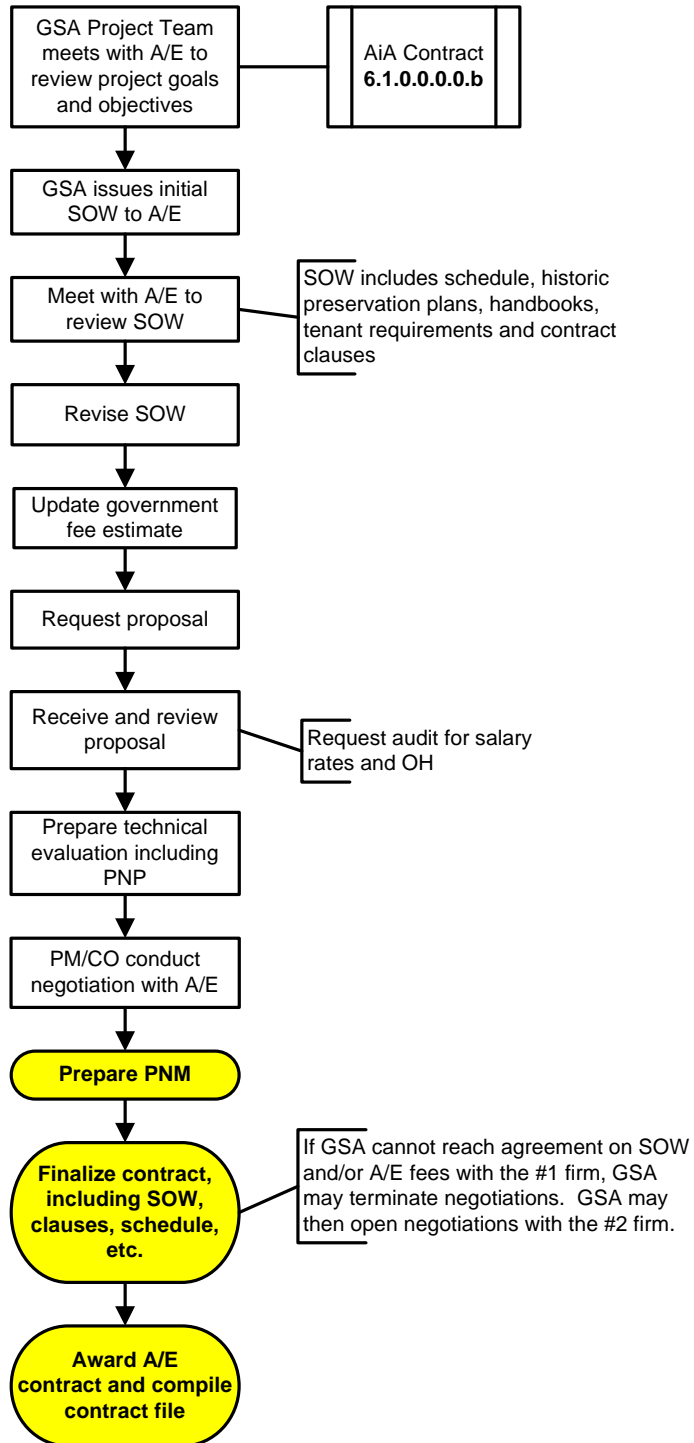 GSA Project Team
meets with A/E to
review project goals
and objectives
AiA Contract
6.1.0.0.0.0.b
GSA issues initial
SOW to A/E
Meet with A/E to
review SOW
SOW includes schedule, historic
preservation plans, handbooks,
tenant requirements and contract
clauses
Revise SOW
Update government
fee estimate
Request proposal
Receive and review
proposal
Request audit for salary
rates and OH
Prepare technical
evaluation including
PNP
PM/CO conduct
negotiation with A/E
Prepare PNM
Finalize contract,
including SOW,
clauses, schedule,
etc.
If GSA cannot reach agreement on SOW
and/or A/E fees with the #1 firm, GSA
may terminate negotiations.  GSA may
then open negotiations with the #2 firm.
Award A/E
contract and compile
contract file